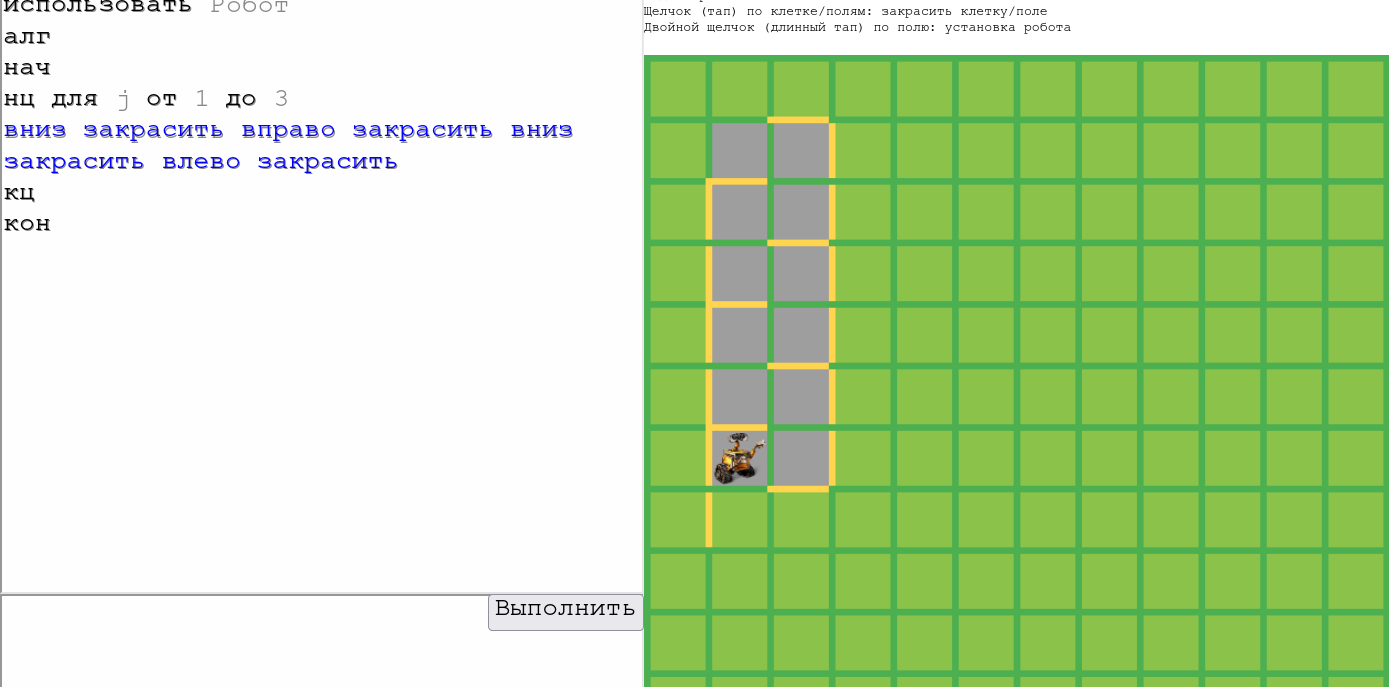 использовать Робот
алг
нач
нц для j от 1 до 3
вниз закрасить вправо закрасить вниз
закрасить влево закрасить
кц
кон
Выполнить
Щелчок (тап) по клетке/полям: закрасить клетку/поле
Двойной щелчок (длинный тап) по полю: установка робота